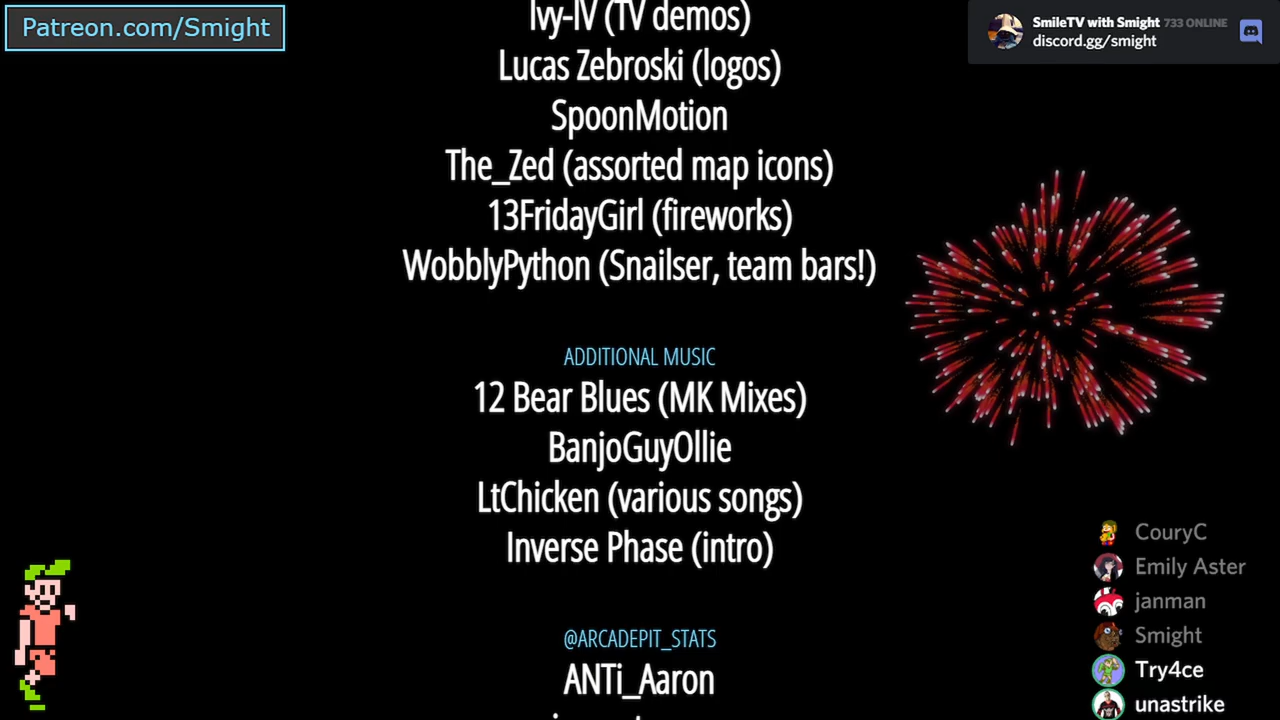 Patreon.com/Smight
SmileTV with Smight 733 ONLINE
discord.gg/smight
Ivy-IV (TV demos)
Lucas Zebroski (logos)
SpoonMotion
The_Zed (assorted map icons)
13FridayGirl (fireworks)
WobblyPython (Snailser, team bars!)
ADDITIONAL MUSIC
12 Bear Blues (MK Mixes)
BanjoGuyOllie
LtChicken (various songs)
Inverse Phase (intro)
@ARCADEPIT_STATS
ANTi_Aaron
CouryC
Emily Aster
janman
Smight
Try4ce
unastrike